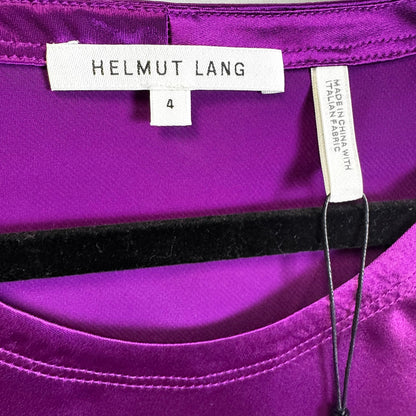 HELMUT LANG
4
MADE IN CHINA WITH
ITALIAN FABRIC